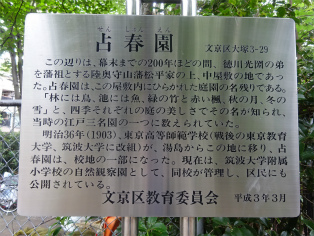 せんしゅんえん
占春園 文京区大塚3-29
この辺りは、幕末までの200年ほどの間、徳川光圀の弟
を藩祖とする陸奥守山藩松平家の上、中屋敷の地であっ
た。占春園は、この屋敷内にひらかれた庭園の名残りである。
「林には鳥、池には魚、緑の竹と赤い楓、秋の月、冬の
雪」と、四季それぞれの庭の美しさでその名が知られ、
当時の江戸三名園の一つに数えられていた。
明治36年(1903)、東京高等師範学校(戦後の東京教育
大学、筑波大学に改組)が、湯島からこの地に移り、占
春園は、校地の一部になった。現在は、筑波大学附属
小学校の自然観察園として、同校が管理し、区民にも
公開されている。
文京区教育委員会 平成3年3月